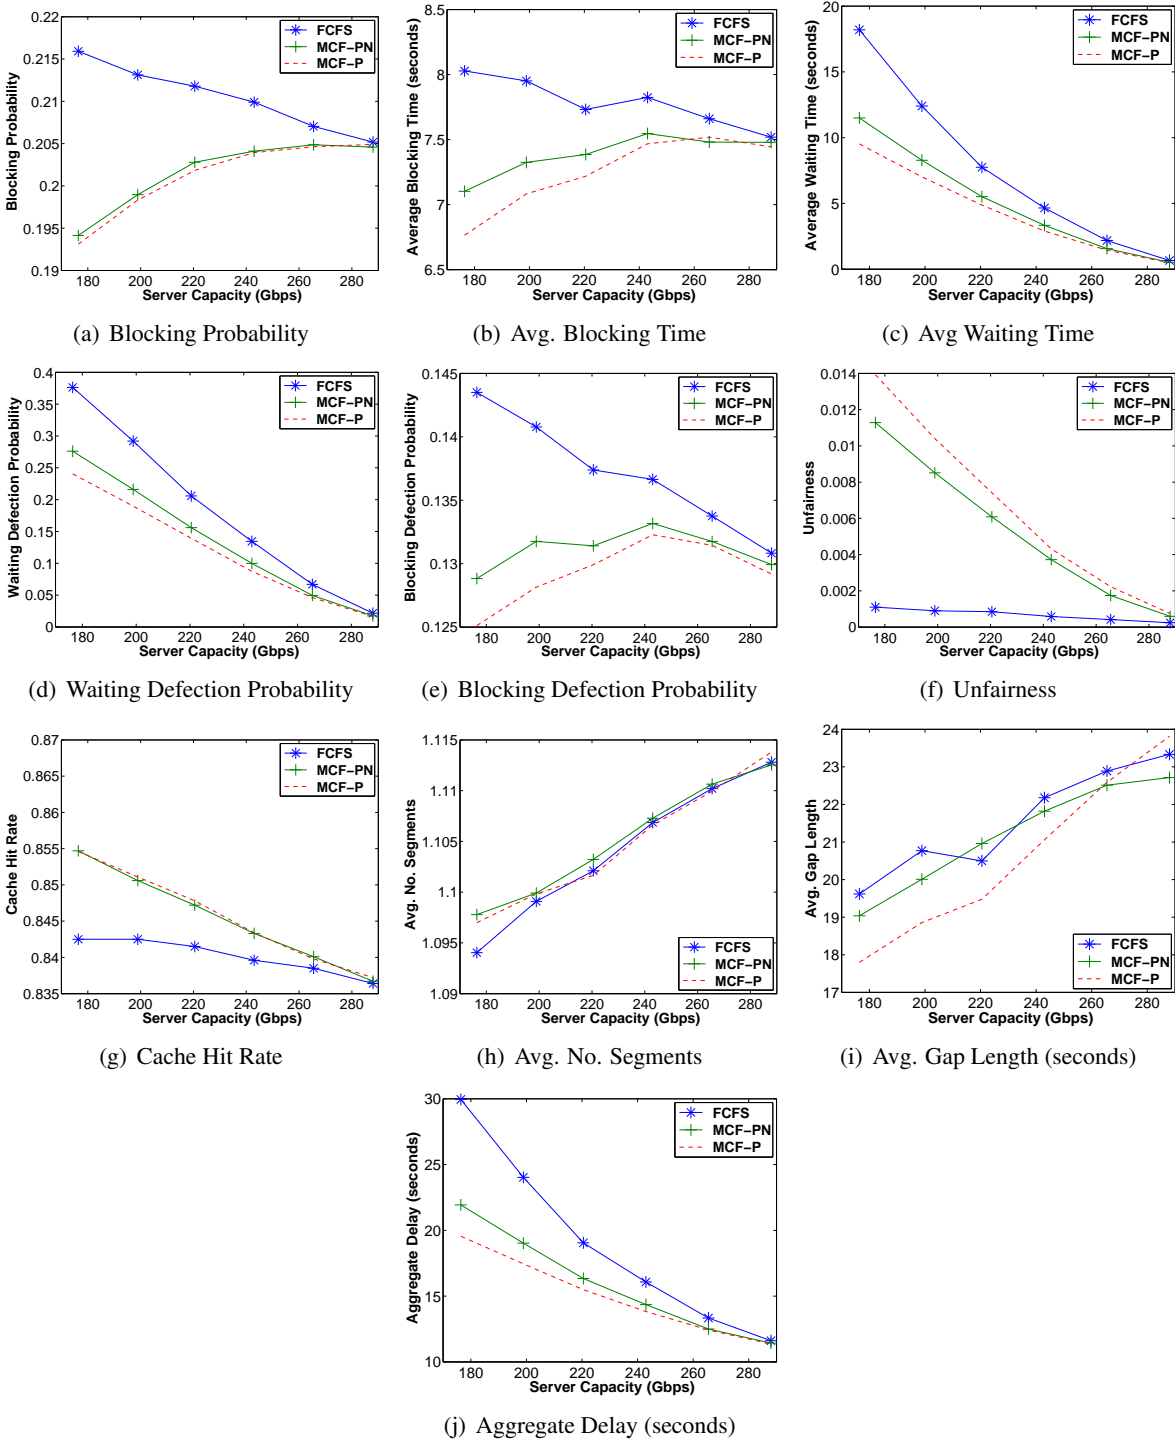 0.22
0.215
0.21
0.205
0.2
0.195
0.19
Blocking Probability
FCFS
MCF−PN
MCF−P
180 200 220 240 260 280
Server Capacity (Gbps)
(a) Blocking Probability
8.5
8
7.5
7
6.5
Average Blocking Time (seconds)
FCFS
MCF−PN
MCF−P
180 200 220 240 260 280
Server Capacity (Gbps)
(b) Avg. Blocking Time
20
15
10
5
0
Average Waiting Time (seconds)
FCFS
MCF−PN
MCF−P
180 200 220 240 260 280
Server Capacity (Gbps)
(c) Avg Waiting Time
0.4
0.35
0.3
0.25
0.2
0.15
0.1
0.05
0
Waiting Defection Probability
FCFS
MCF−PN
MCF−P
180 200 220 240 260 280
Server Capacity (Gbps)
(d) Waiting Defection Probability
0.145
0.14
0.135
0.13
0.125
Blocking Defection Probability
FCFS
MCF−PN
MCF−P
180 200 220 240 260 280
Server Capacity (Gbps)
(e) Blocking Defection Probability
0.014
0.012
0.01
0.008
0.006
0.004
0.002
0
Unfairness
FCFS
MCF−PN
MCF−P
180 200 220 240 260 280
Server Capacity (Gbps)
(f) Unfairness
0.87
0.865
0.86
0.855
0.85
0.845
0.84
0.835
Cache Hit Rate
FCFS
MCF−PN
MCF−P
180 200 220 240 260 280
Server Capacity (Gbps)
(g) Cache Hit Rate
1.115
1.11
1.105
1.1
1.095
1.09
Avg. No. Segments
FCFS
MCF−PN
MCF−P
180 200 220 240 260 280
Server Capacity (Gbps)
(h) Avg. No. Segments
24
23
22
21
20
19
18
17
Avg. Gap Length
FCFS
MCF−PN
MCF−P
180 200 220 240 260 280
Server Capacity (Gbps)
(i) Avg. Gap Length (seconds)
30
25
20
15
10
Aggregate Delay (seconds)
FCFS
MCF−PN
MCF−P
180 200 220 240 260 280
Server Capacity (Gbps)
(j) Aggregate Delay (seconds)